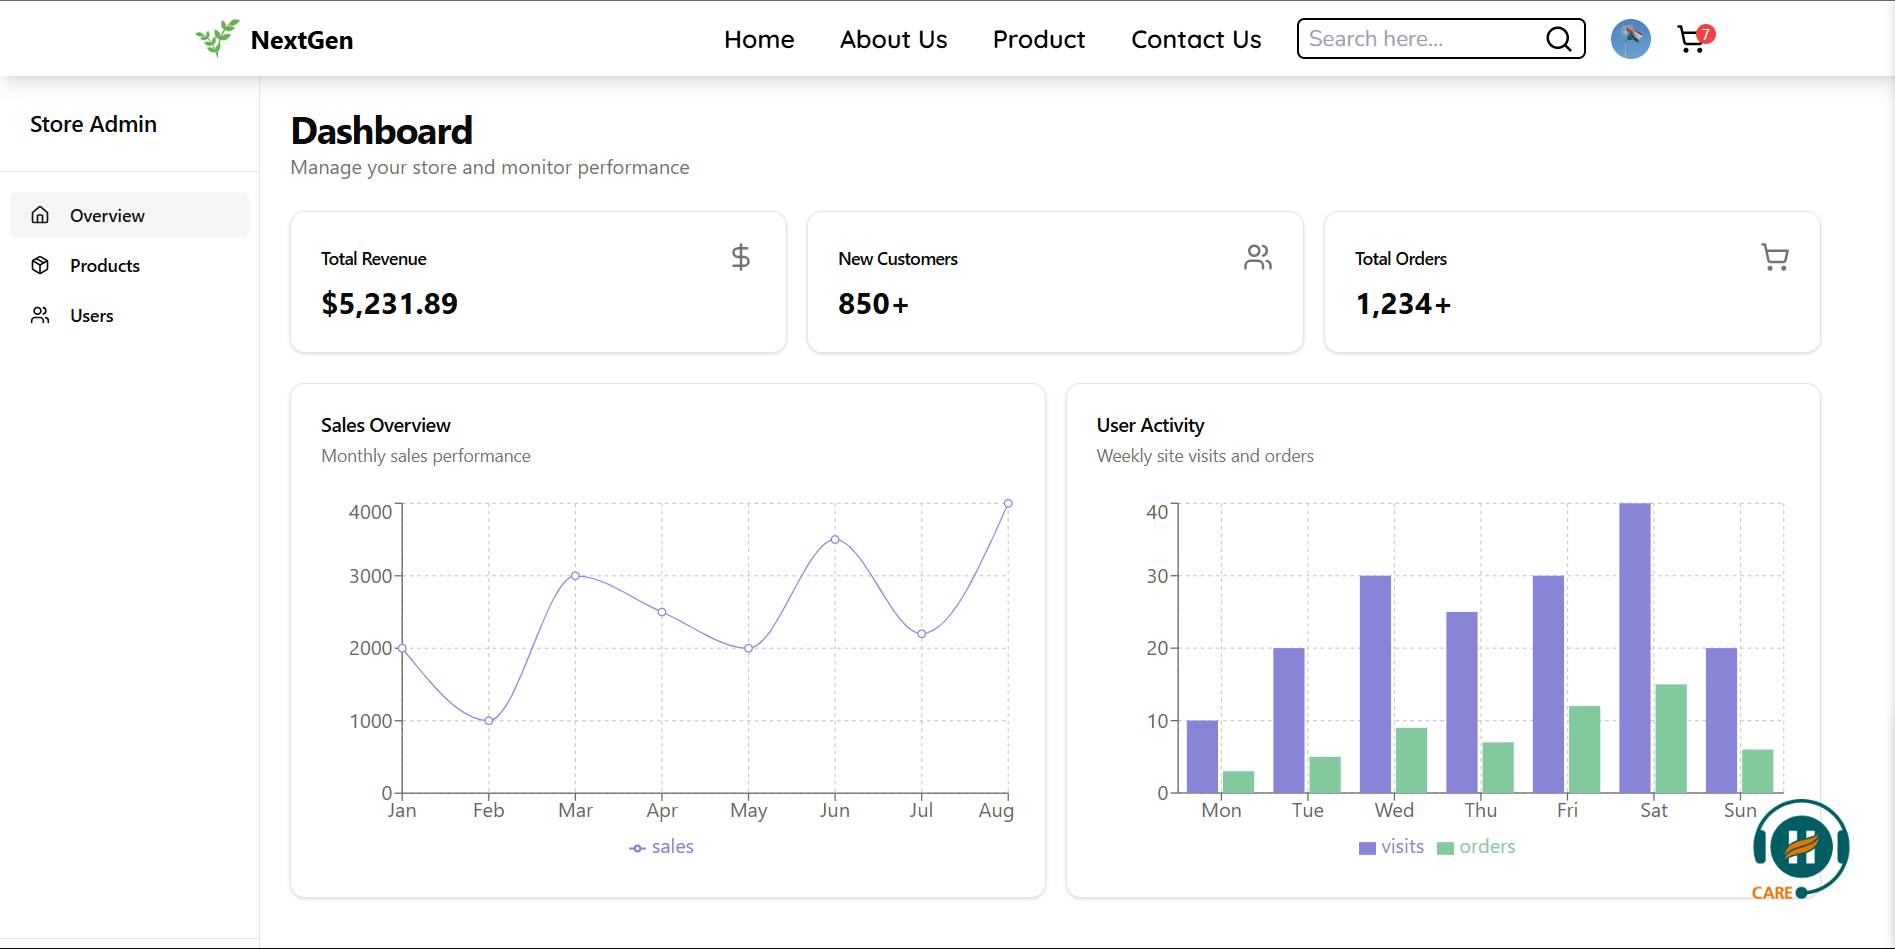 NextGen
Home
About Us
Product
Contact Us
Search here...
7
Store Admin
Overview
Products
Users
Dashboard
Manage your store and monitor performance
Total Revenue
$5,231.89
New Customers
850+
Total Orders
1,234+
Sales Overview
Monthly sales performance
4000
3000
2000
1000
0
Jan Feb Mar Apr May Jun Jul Aug
sales
User Activity
Weekly site visits and orders
40
30
20
10
0
Mon Tue Wed Thu Fri Sat Sun
visits orders
H
CARE